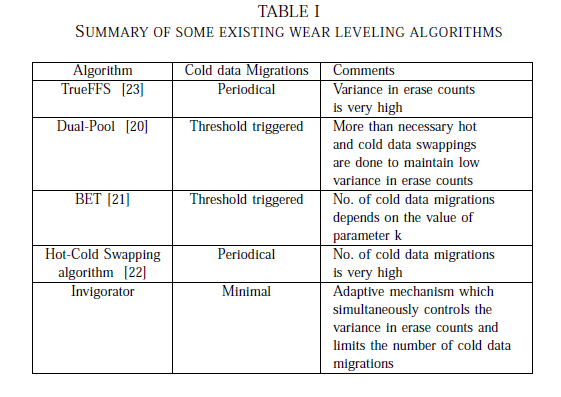 TABLE I
SUMMARY OF SOME EXISTING WEAR LEVELING ALGORITHMS
Algorithm Cold data Migrations Comments
TrueFFS [23] Periodical Variance in erase counts
is very high
Dual-Pool [20] Threshold triggered More than necessary hot
and cold data swappings
are done to maintain low
variance in erase counts
BET [21] Threshold triggered No. of cold data migrations
depends on the value of
parameter k
Hot-Cold Swapping Periodical No. of cold data migrations
algorithm [22] is very high
Invigorator Minimal Adaptive mechanism which
simultaneously controls the
variance in erase counts and
limits the number of cold data
migrations